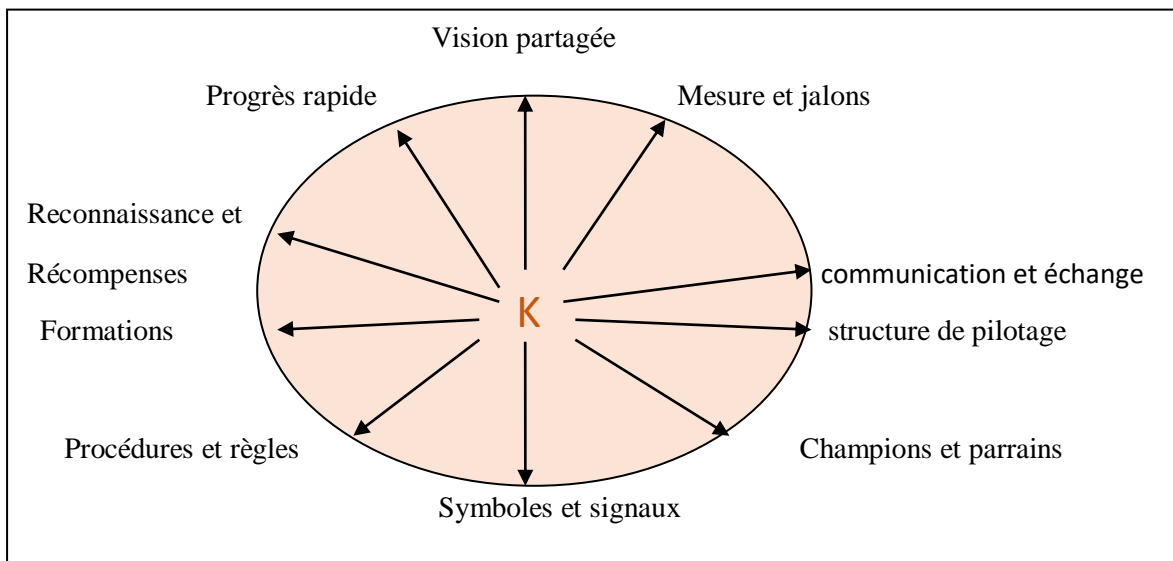 Vision partagée
Progrès rapide
Mesure et jalons
Reconnaissance et
Récompenses
communication et échange
K
Formations
structure de pilotage
Procédures et règles
Champions et parrains
Symboles et signaux